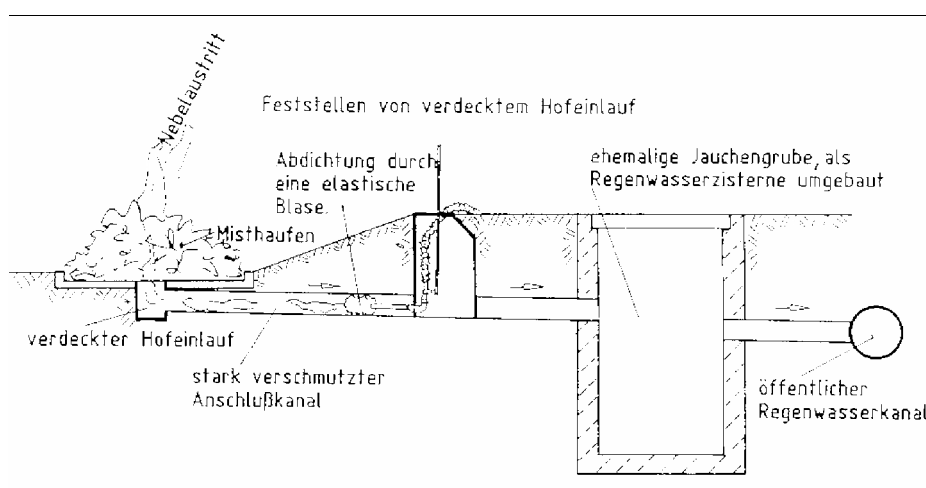 Nebelaustritt
Feststellen von verdecktem Hofeinlauf
Abdichtung durch
eine elastische
Blase.
ehemalige Jauchengrube, als
Regenwasserzisterne umgebaut
Misthaufen
verdeckter Hofeinlauf
stark verschmutzter
Anschlußkanal
öffentlicher
Regenwasserkanal